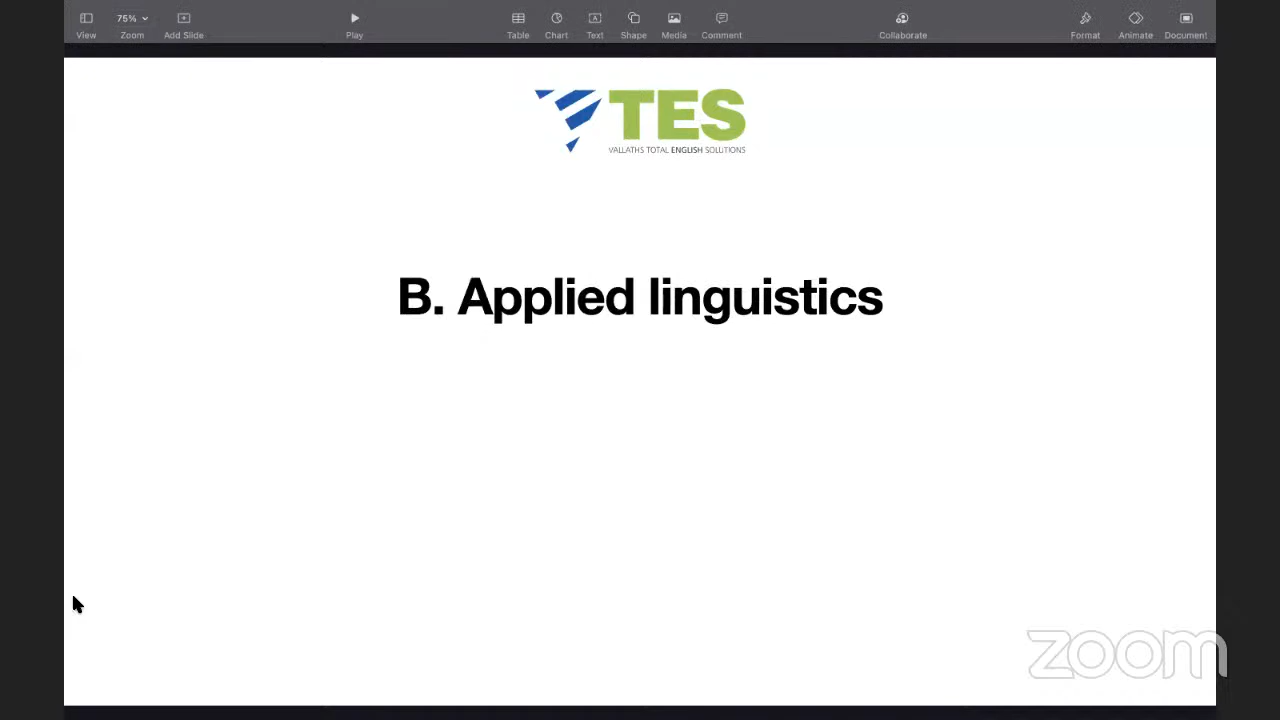 75%
View Zoom Add Slide Play Table Chart Text Shape Media Comment Collaborate Format Animate Document
TES
VALLATHS TOTAL ENGLISH SOLUTIONS
B. Applied linguistics
zoom